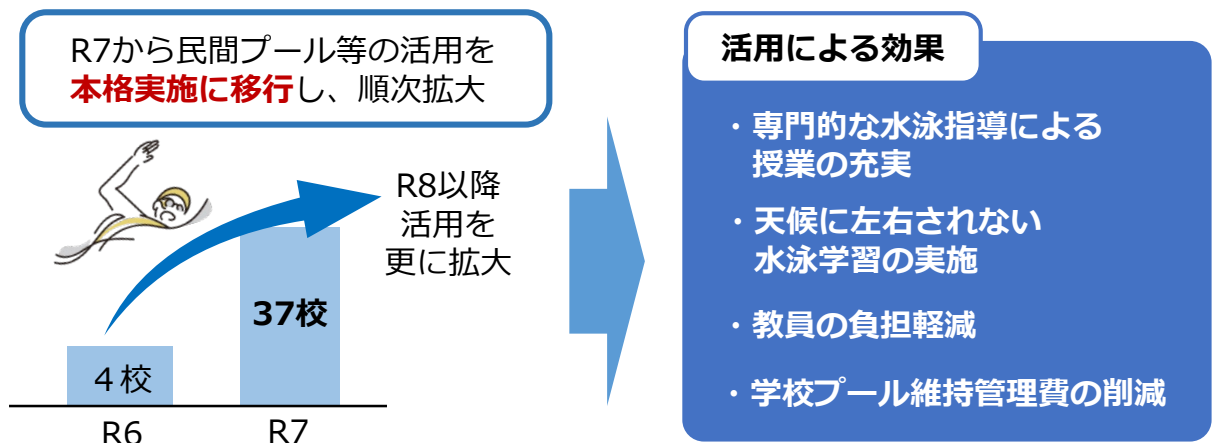 R7から民間プール等の活用を
本格実施に移行し、順次拡大
R8以降
活用を
更に拡大
37校
４校
R6
R7
活用による効果
・専門的な水泳指導による
授業の充実
・天候に左右されない
水泳学習の実施
・教員の負担軽減
・学校プール維持管理費の削減